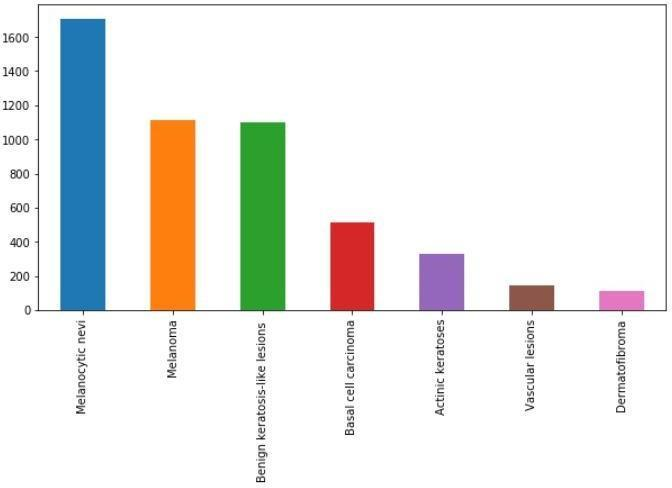 1600
1400
1200
1000
800
600
400
200
0
Melanocytic nevi
Melanoma
Benign keratosis-like lesions
Basal cell carcinoma
Actinic keratoses
Vascular lesions
Dermatofibroma